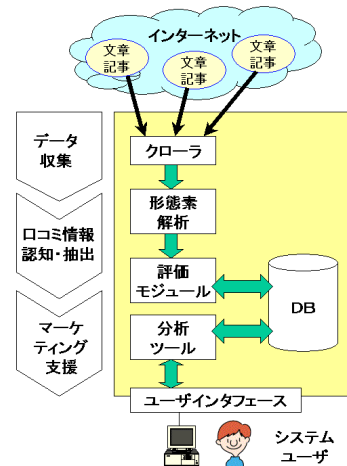 インターネット
文章
記事
文章
記事
文章
記事
データ
収集
クローラ
口コミ情報
認知・抽出
形態素
解析
評価
モジュール
DB
マーケ
ティング
支援
分析
ツール
ユーザインタフェース
システム
ユーザ